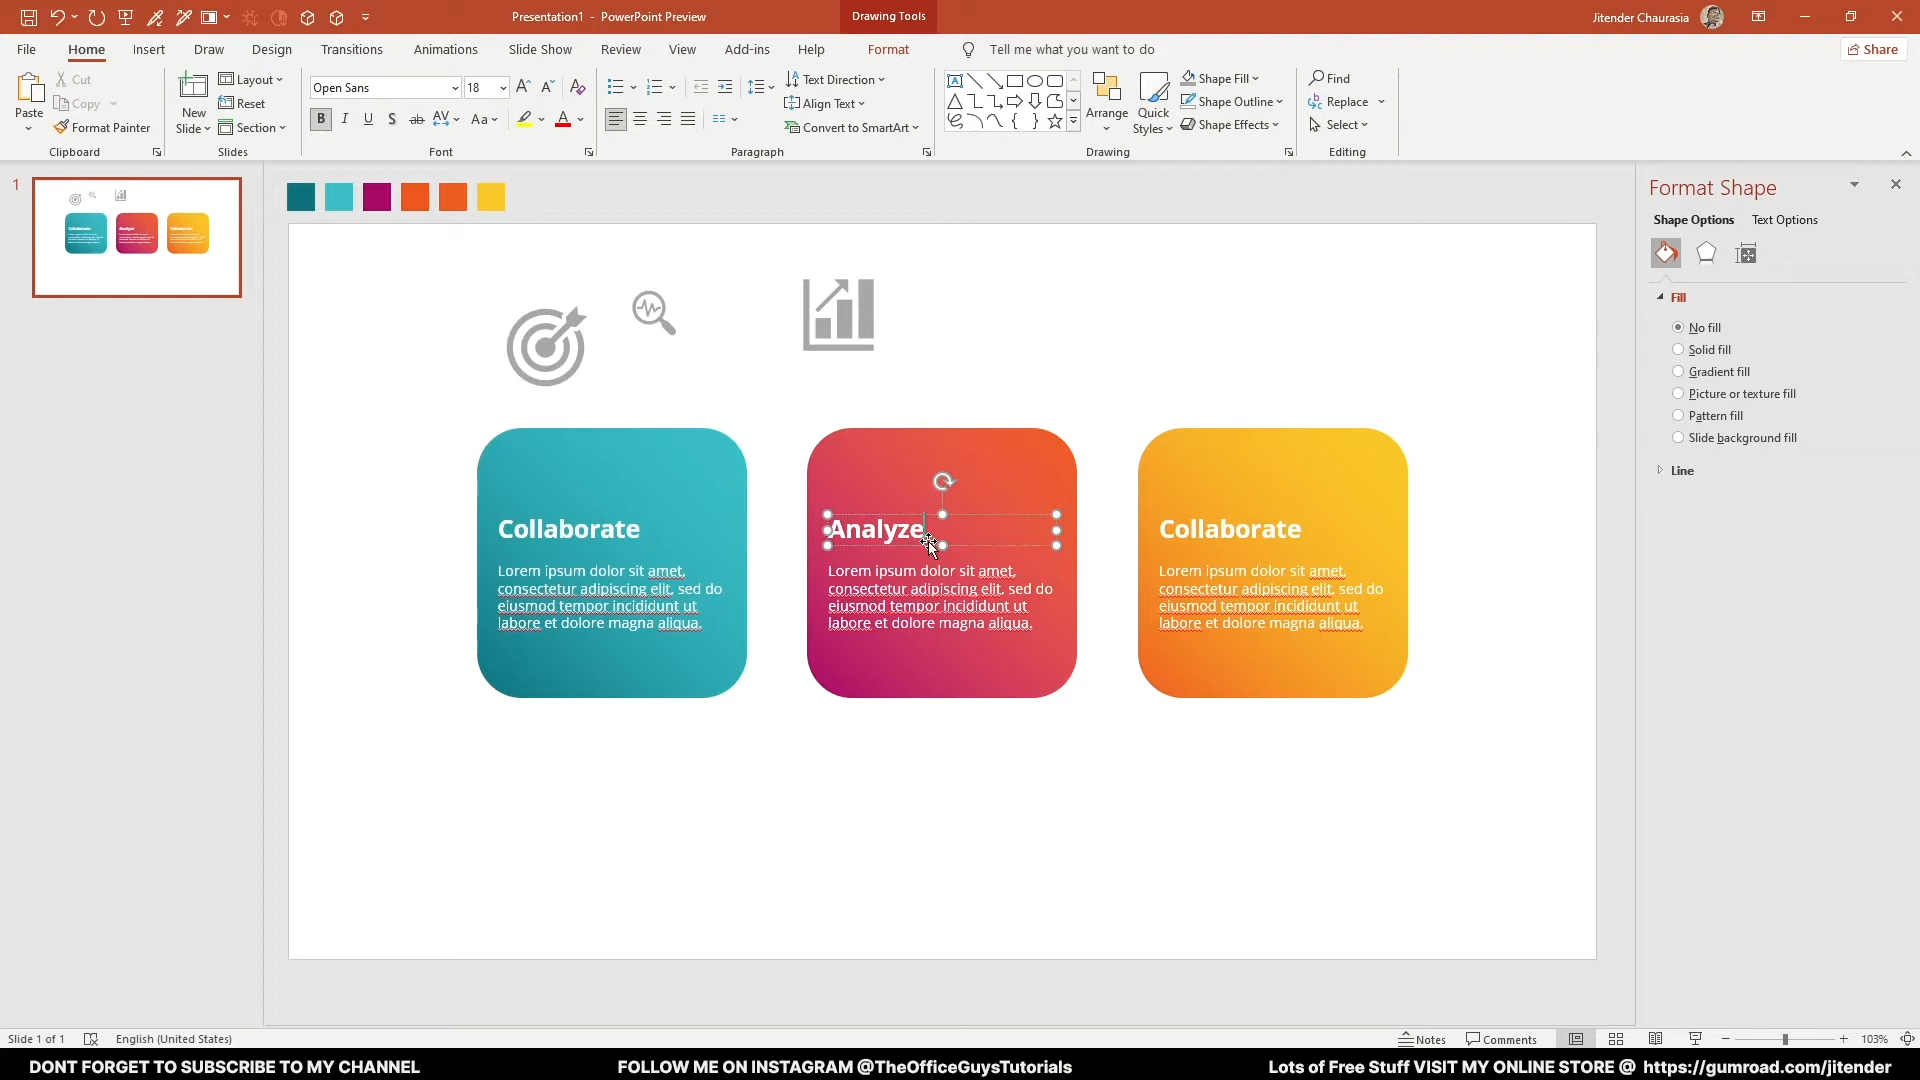 Presentation1 - PowerPoint Preview
Drawing Tools
Jitender Chaurasia
File Home Insert Draw Design Transitions Animations Slide Show Review View Add-ins Help Format Tell me what you want to do Share
Paste
Cut
Copy
Format Painter
Clipboard
New
Slide
Layout
Reset
Section
Slides
Open Sans 18
Font
Text Direction
Align Text
Convert to SmartArt
Paragraph
Arrange
Quick
Styles
Shape Fill
Shape Outline
Shape Effects
Drawing
Find
Replace
Select
Editing
1
Collaborate
Lorem ipsum dolor sit amet,
consectetur adipiscing elit, sed do
eiusmod tempor incididunt ut
labore et dolore magna aliqua.
Analyze
Lorem ipsum dolor sit amet,
consectetur adipiscing elit, sed do
eiusmod tempor incididunt ut
labore et dolore magna aliqua.
Collaborate
Lorem ipsum dolor sit amet,
consectetur adipiscing elit, sed do
eiusmod tempor incididunt ut
labore et dolore magna aliqua.
Format Shape
Shape Options Text Options
Fill
No fill
Solid fill
Gradient fill
Picture or texture fill
Pattern fill
Slide background fill
Line
Slide 1 of 1 English (United States) Notes Comments 103%
DONT FORGET TO SUBSCRIBE TO MY CHANNEL
FOLLOW ME ON INSTAGRAM @TheOfficeGuysTutorials
Lots of Free Stuff VISIT MY ONLINE STORE @ https://gumroad.com/jitender